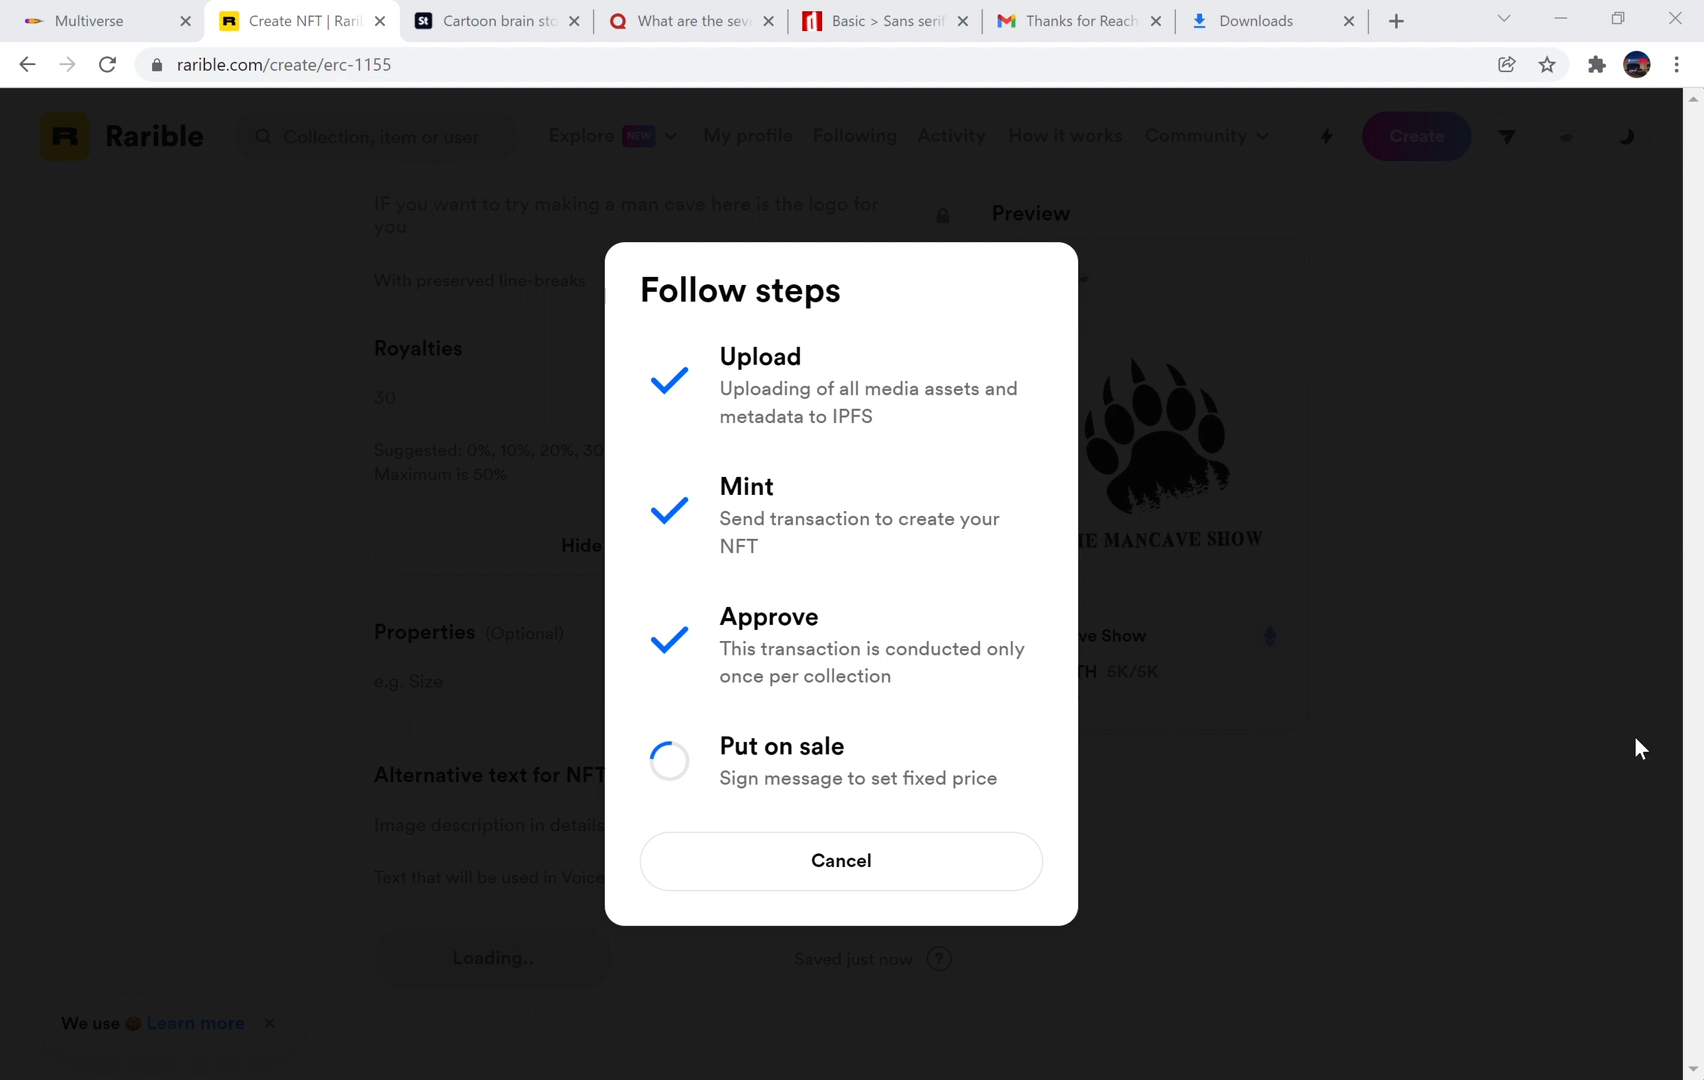 Multiverse
Create NFT | Rari
Cartoon brain sto
What are the seve
Basic > Sans serif
Thanks for Reach
Downloads
rarible.com/create/erc-1155
R Rarible
Collection, item or user
Explore NEW
My profile
Following
Activity
How it works
Community
Create
IF you want to try making a man cave here is the logo for
you
With preserved line-breaks
Royalties
30
Suggested: 0%, 10%, 20%, 30
Maximum is 50%
Hide
Properties (Optional)
e.g. Size
Alternative text for NFT
Image description in details
Text that will be used in Voice
Loading..
Saved just now ?
Preview
IE MANCAVE SHOW
ve Show
TH 5K/5K
Follow steps
Upload
Uploading of all media assets and
metadata to IPFS
Mint
Send transaction to create your
NFT
Approve
This transaction is conducted only
once per collection
Put on sale
Sign message to set fixed price
Cancel
We use Learn more